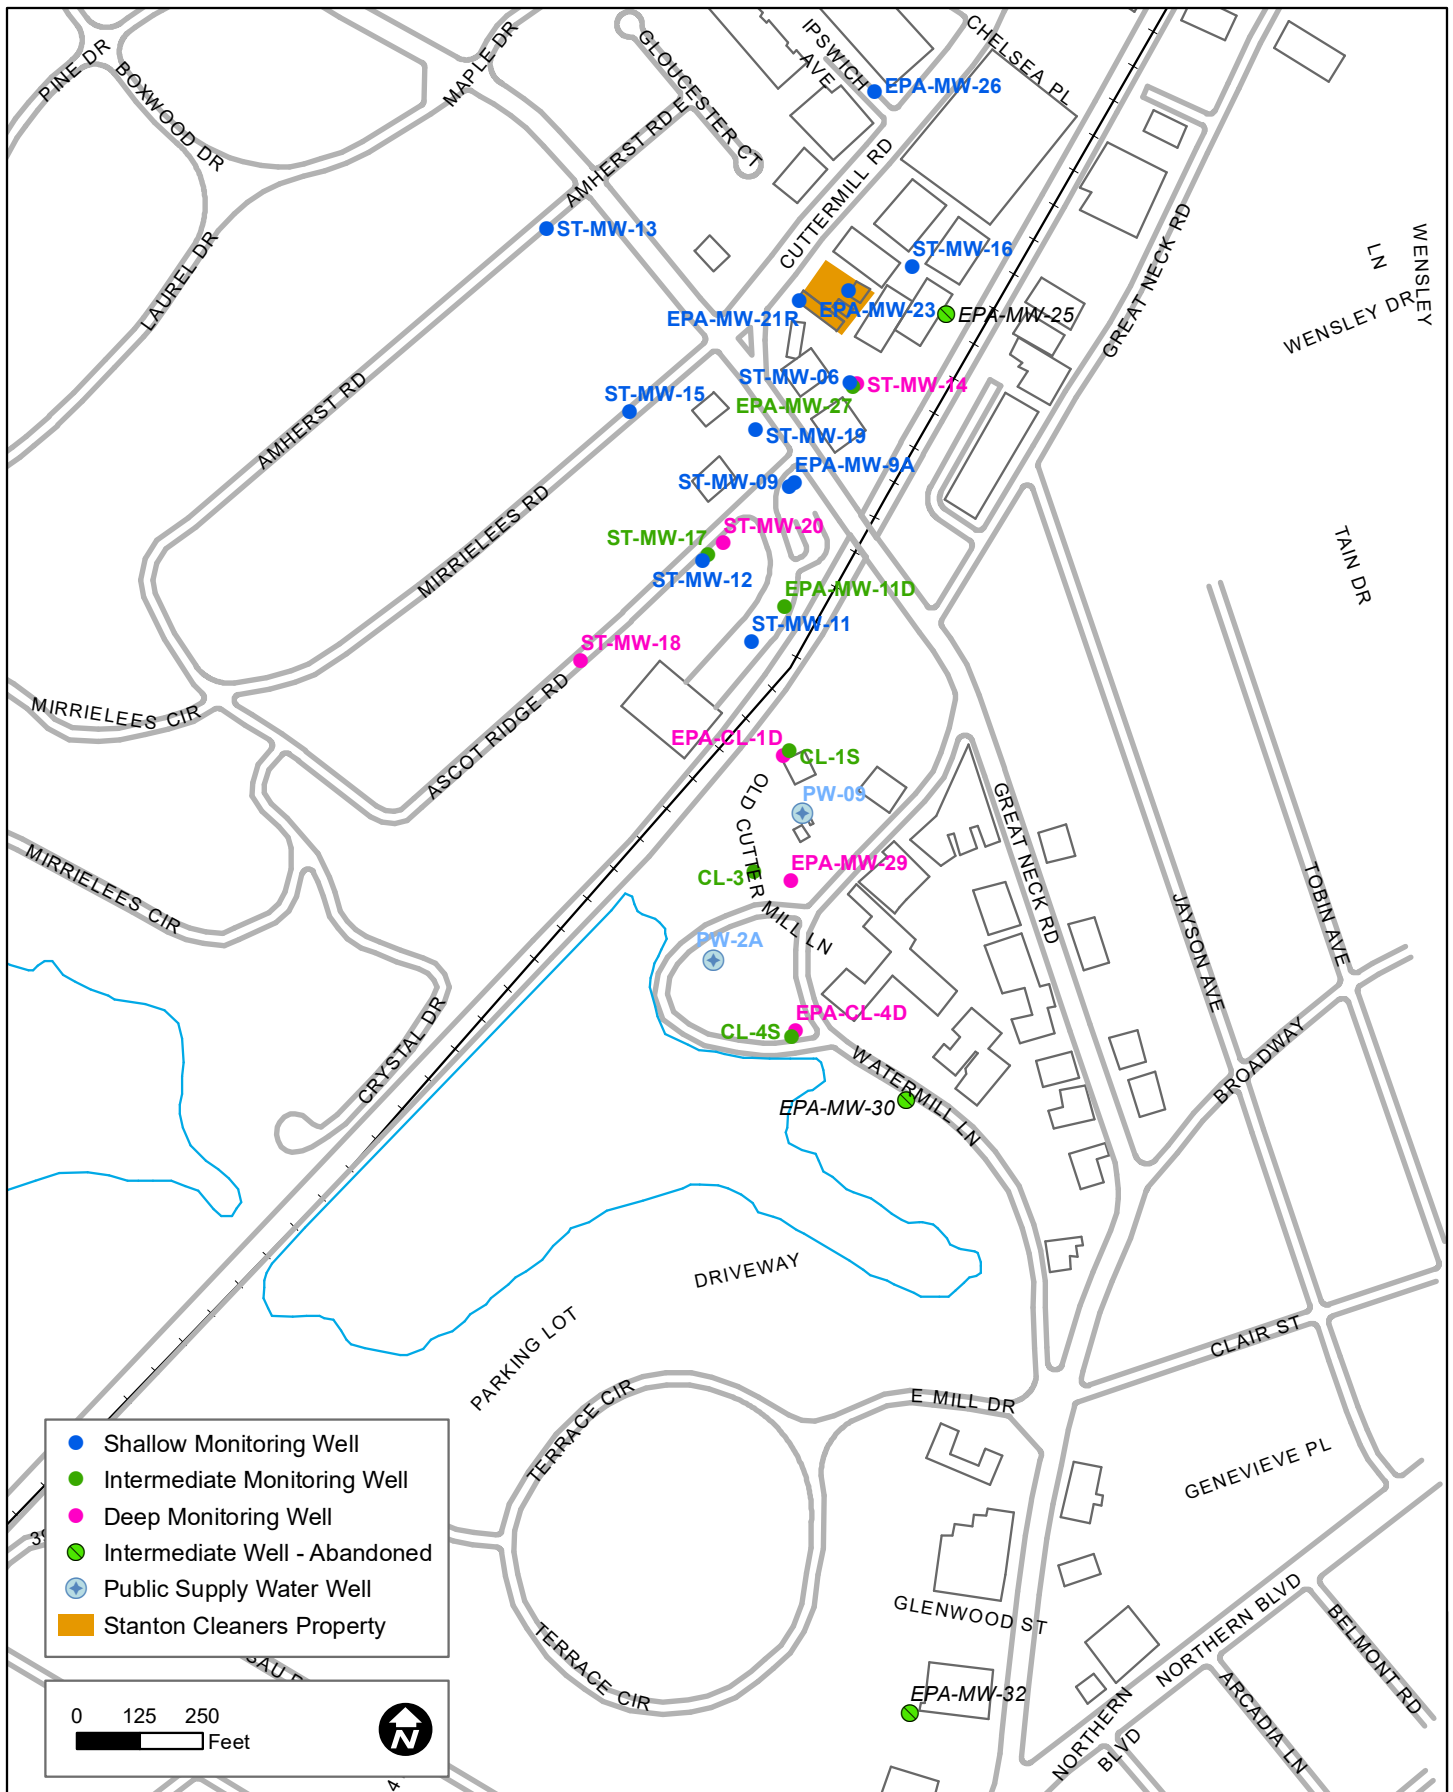 PINE DR
BOXWOOD DR
MAPLE DR
GLOUCESTER CT
IPSWICH
AVE
CHELSEA PL
EPA-MW-26
AMHERST RD E
CUTTERMILL RD
LAUREL DR
ST-MW-13
ST-MW-16
GREAT NECK RD
WENSLEY
LN
WENSLEY DR
EPA-MW-21R
EPA-MW-23
EPA-MW-25
ST-MW-06
ST-MW-14
EPA-MW-27
ST-MW-15
ST-MW-19
AMHERST RD
EPA-MW-9A
ST-MW-09
MIRRIELEES RD
ST-MW-20
ST-MW-17
ST-MW-12
TAIN DR
EPA-MW-11D
ST-MW-11
ST-MW-18
MIRRIELEES CIR
ASCOT RIDGE RD
EPA-CL-1D
CL-1S
PW-09
OLD CUTTER MILL LN
GREAT NECK RD
MIRRIELEES CIR
CL-3
EPA-MW-29
JAYSON AVE
TOBIN AVE
PW-2A
EPA-CL-4D
CL-4S
CRYSTAL DR
WATERMILL LN
BROADWAY
EPA-MW-30
DRIVEWAY
PARKING LOT
CLAIR ST
TERRACE CIR
E MILL DR
GENEVIEVE PL
Shallow Monitoring Well
Intermediate Monitoring Well
Deep Monitoring Well
Intermediate Well - Abandoned
Public Supply Water Well
Stanton Cleaners Property
GLENWOOD ST
NORTHERN BLVD
BELMONT RD
TERRACE CIR
EPA-MW-32
ARCADIA LN
NORTHERN
BLVD
0 125 250
Feet
N
4